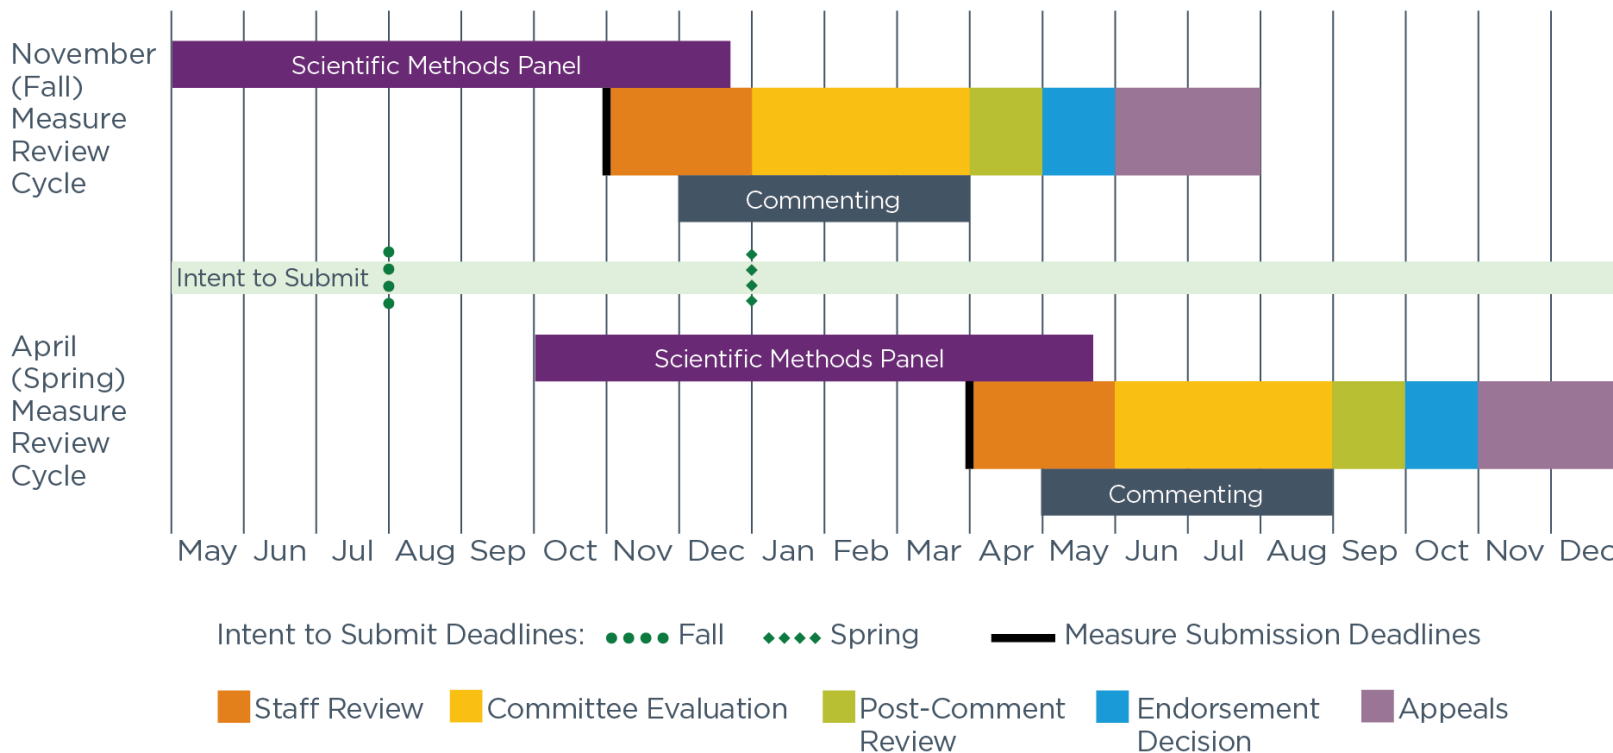 November
(Fall)
Measure
Review
Cycle
Scientific Methods Panel
Commenting
Intent to Submit
April
(Spring)
Measure
Review
Cycle
Scientific Methods Panel
Commenting
May Jun Jul Aug Sep Oct Nov Dec Jan Feb Mar Apr May Jun Jul Aug Sep Oct Nov Dec
Intent to Submit Deadlines: Fall Spring Measure Submission Deadlines
Staff Review Committee Evaluation Post-Comment Review Endorsement Decision Appeals